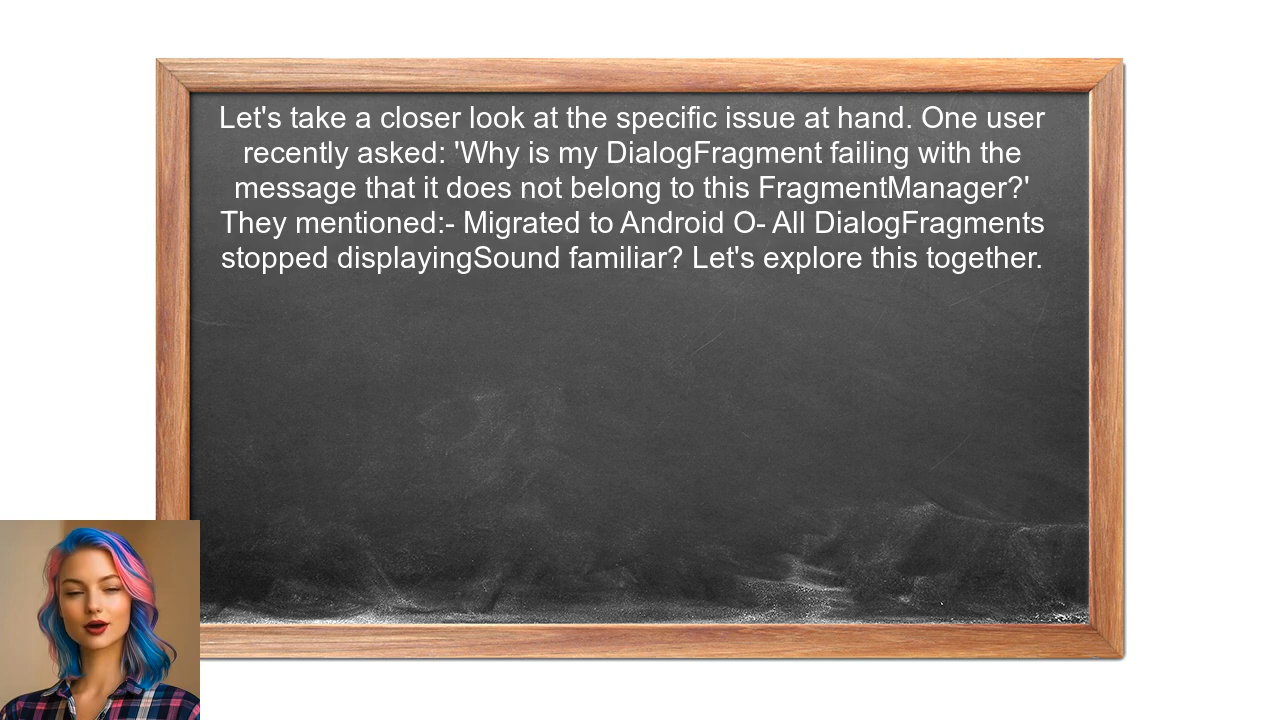 Let's take a closer look at the specific issue at hand. One user
recently asked: 'Why is my DialogFragment failing with the
message that it does not belong to this FragmentManager?'
They mentioned:- Migrated to Android O- All DialogFragments
stopped displayingSound familiar? Let's explore this together.